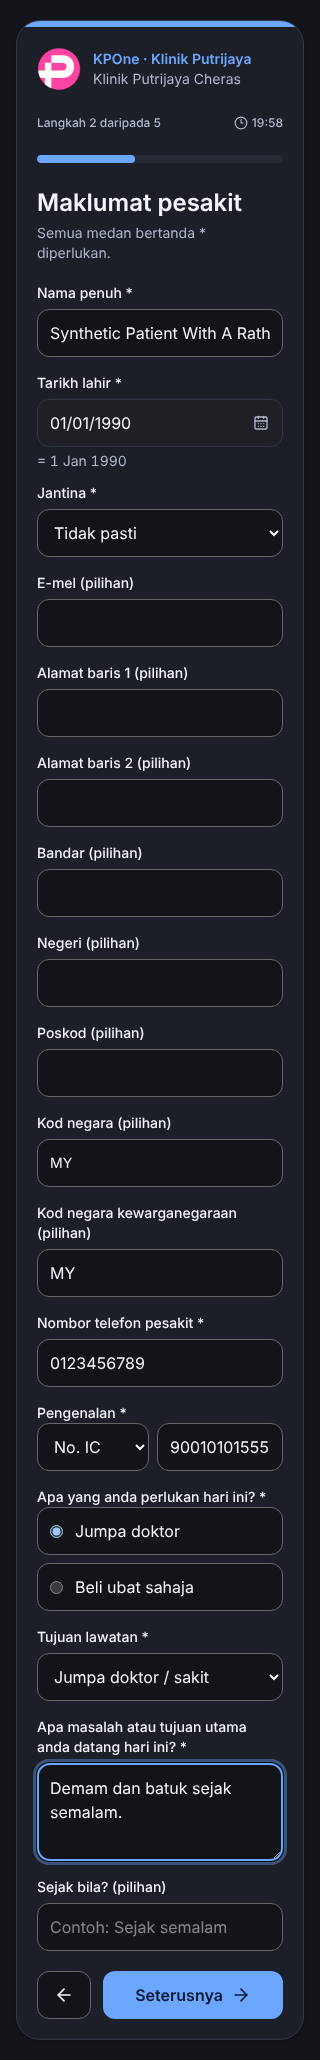 KPOne · Klinik Putrijaya
Klinik Putrijaya Cheras
Langkah 2 daripada 5
19:58
Maklumat pesakit
Semua medan bertanda *
diperlukan.
Nama penuh *
Synthetic Patient With A Rath
Tarikh lahir *
01/01/1990
= 1 Jan 1990
Jantina *
Tidak pasti
E-mel (pilihan)
Alamat baris 1 (pilihan)
Alamat baris 2 (pilihan)
Bandar (pilihan)
Negeri (pilihan)
Poskod (pilihan)
Kod negara (pilihan)
MY
Kod negara kewarganegaraan
(pilihan)
MY
Nombor telefon pesakit *
0123456789
Pengenalan *
No. IC
90010101555
Apa yang anda perlukan hari ini? *
Jumpa doktor
Beli ubat sahaja
Tujuan lawatan *
Jumpa doktor / sakit
Apa masalah atau tujuan utama
anda datang hari ini? *
Demam dan batuk sejak
semalam.
Sejak bila? (pilihan)
Contoh: Sejak semalam
Seterusnya